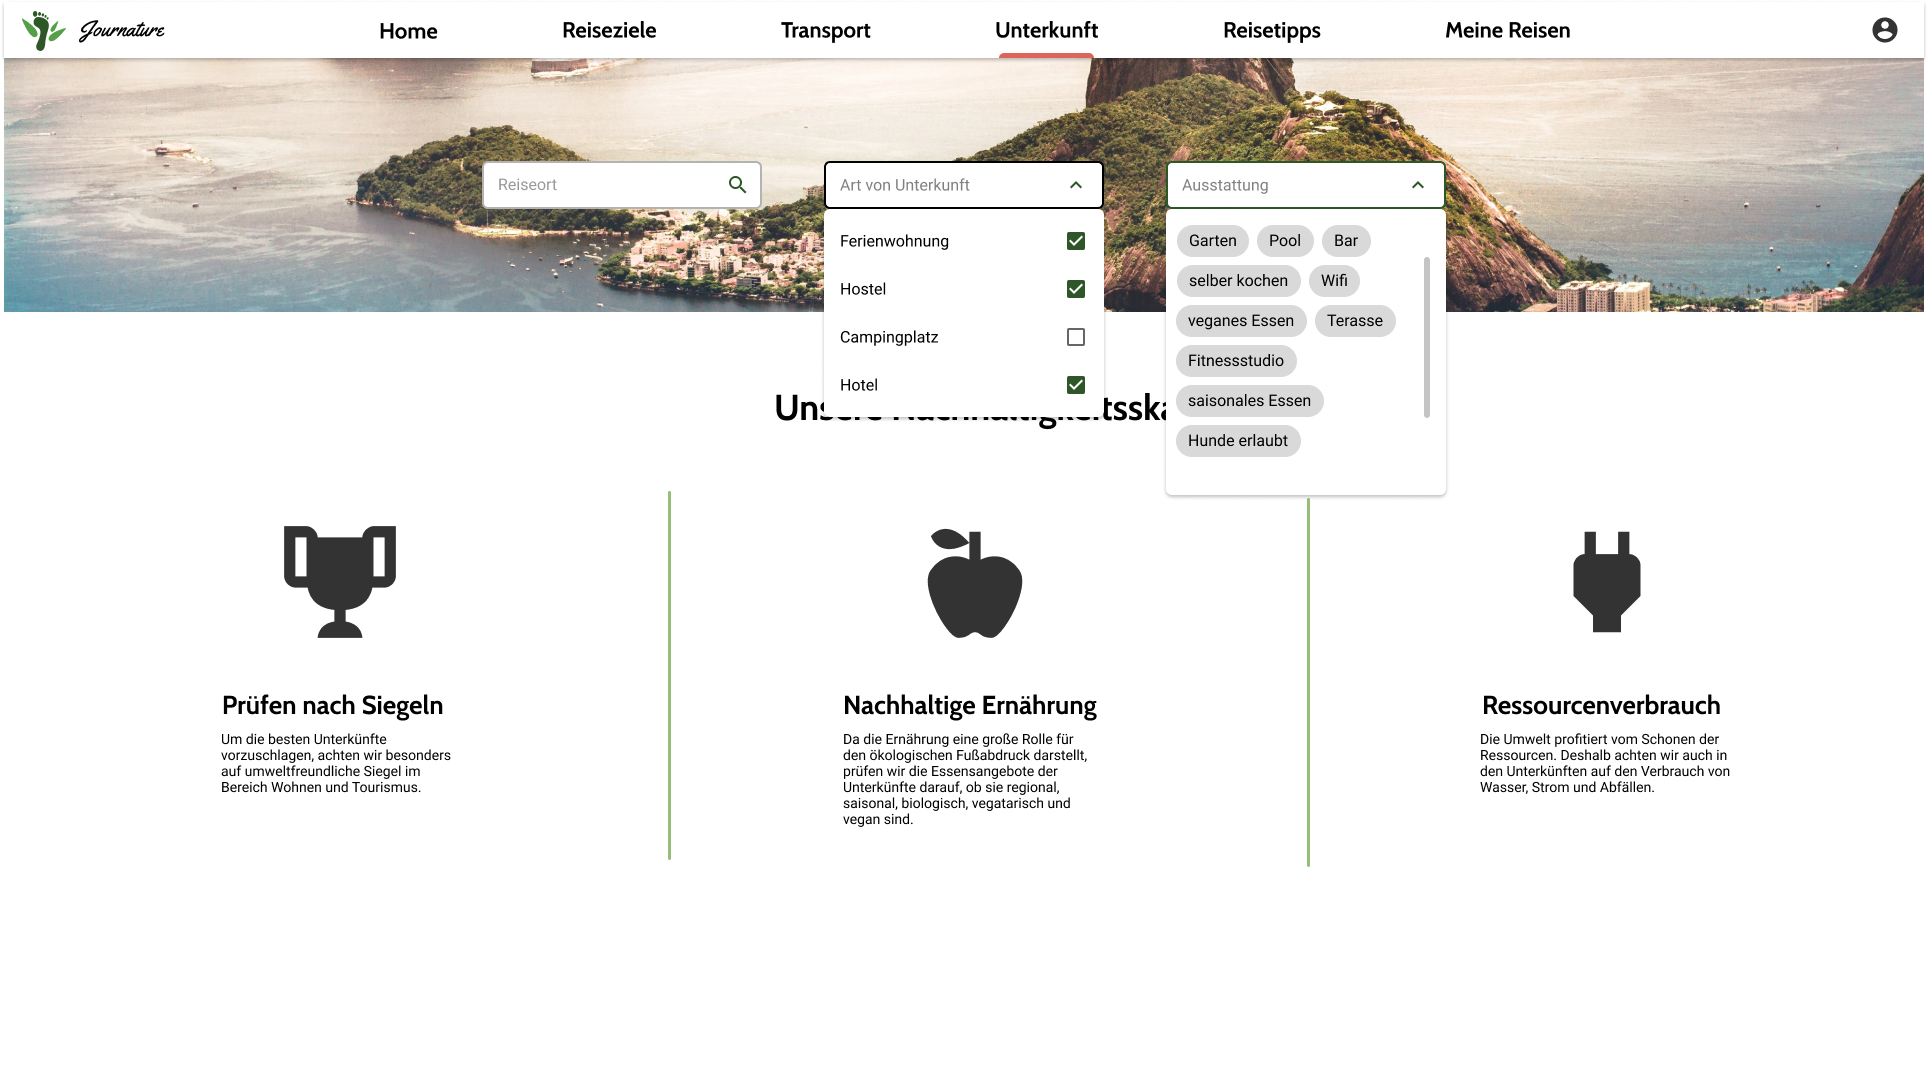 Journature
Home Reiseziele Transport Unterkunft Reisetipps Meine Reisen
Reiseort
Art von Unterkunft
Ausstattung
Ferienwohnung
Hostel
Campingplatz
Hotel
Garten Pool Bar
selber kochen Wifi
veganes Essen Terasse
Fitnessstudio
saisonales Essen
Hunde erlaubt
Prüfen nach Siegeln
Um die besten Unterkünfte
vorzuschlagen, achten wir besonders
auf umweltfreundliche Siegel im
Bereich Wohnen und Tourismus.
Nachhaltige Ernährung
Da die Ernährung eine große Rolle für
den ökologischen Fußabdruck darstellt,
prüfen wir die Essensangebote der
Unterkünfte darauf, ob sie regional,
saisonal, biologisch, vegatarisch und
vegan sind.
Ressourcenverbrauch
Die Umwelt profitiert vom Schonen der
Ressourcen. Deshalb achten wir auch in
den Unterkünften auf den Verbrauch von
Wasser, Strom und Abfällen.